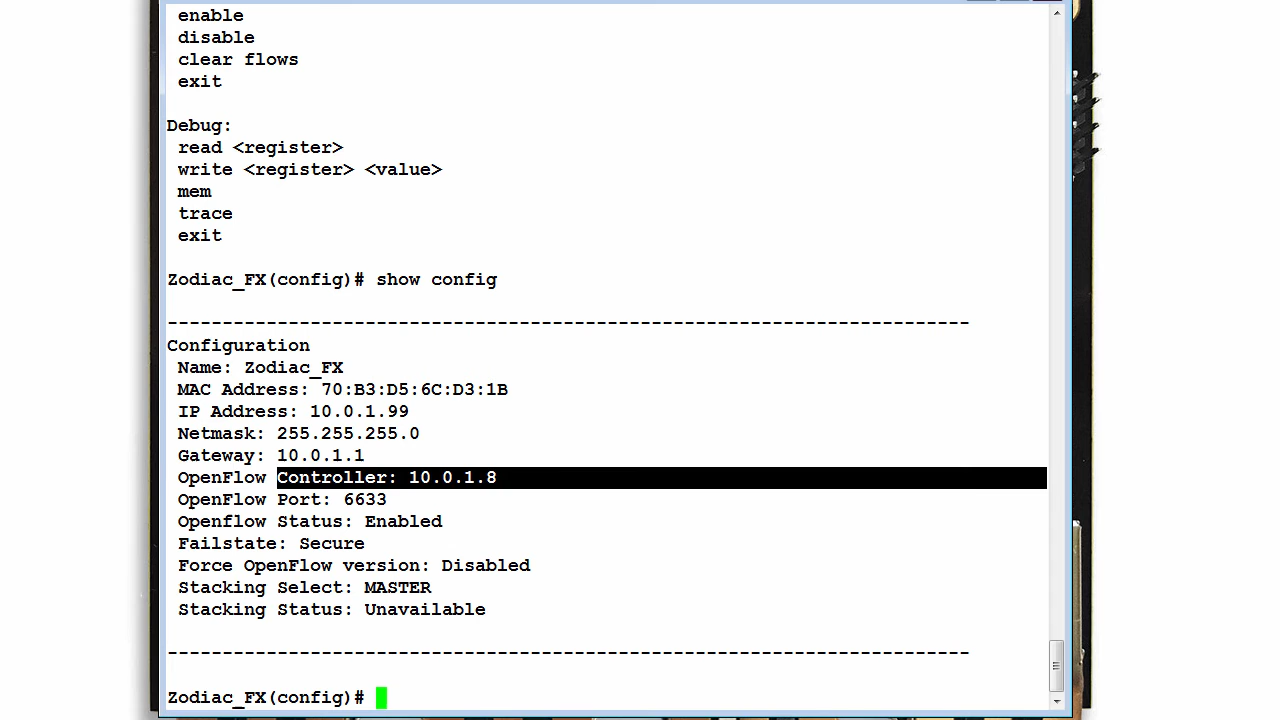 enable
disable
clear flows
exit
Debug:
read <register>
write <register> <value>
mem
trace
exit
Zodiac_FX(config)# show config
-------------------------------------------------------------------------
Configuration
Name: Zodiac_FX
MAC Address: 70:B3:D5:6C:D3:1B
IP Address: 10.0.1.99
Netmask: 255.255.255.0
Gateway: 10.0.1.1
OpenFlow Controller: 10.0.1.8
OpenFlow Port: 6633
Openflow Status: Enabled
Failstate: Secure
Force OpenFlow version: Disabled
Stacking Select: MASTER
Stacking Status: Unavailable
-------------------------------------------------------------------------
Zodiac_FX(config)#